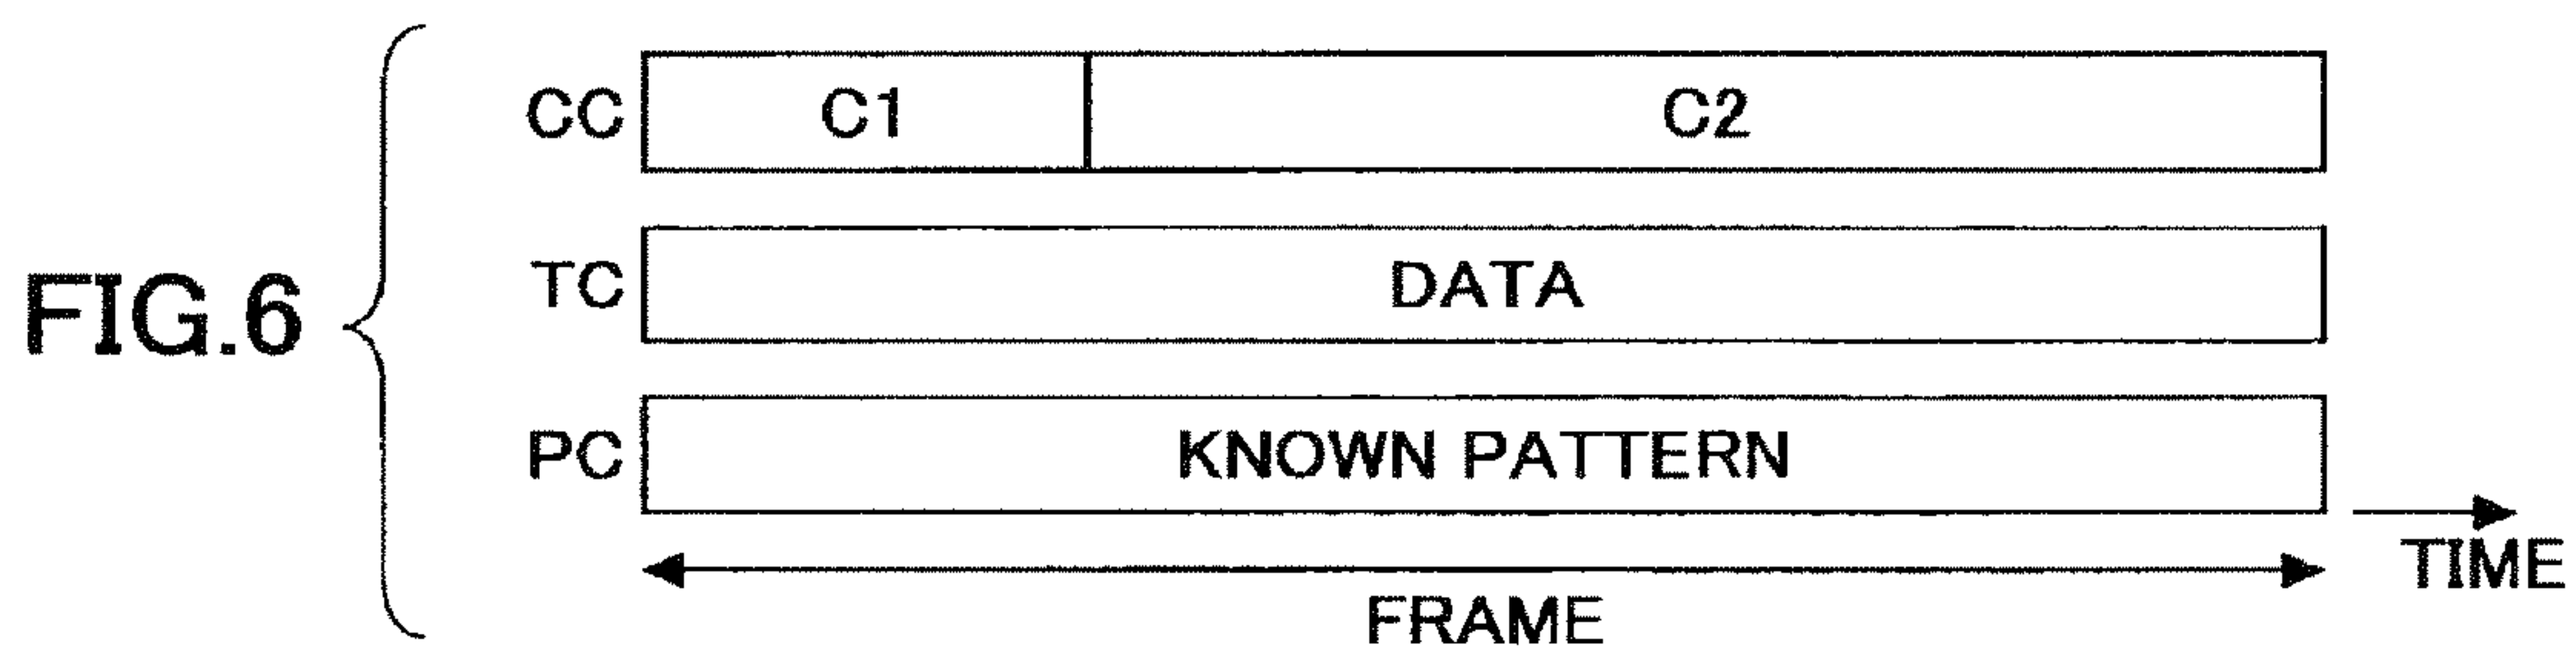 FIG.6
CC C1 C2
TC DATA
PC KNOWN PATTERN
TIME
FRAME